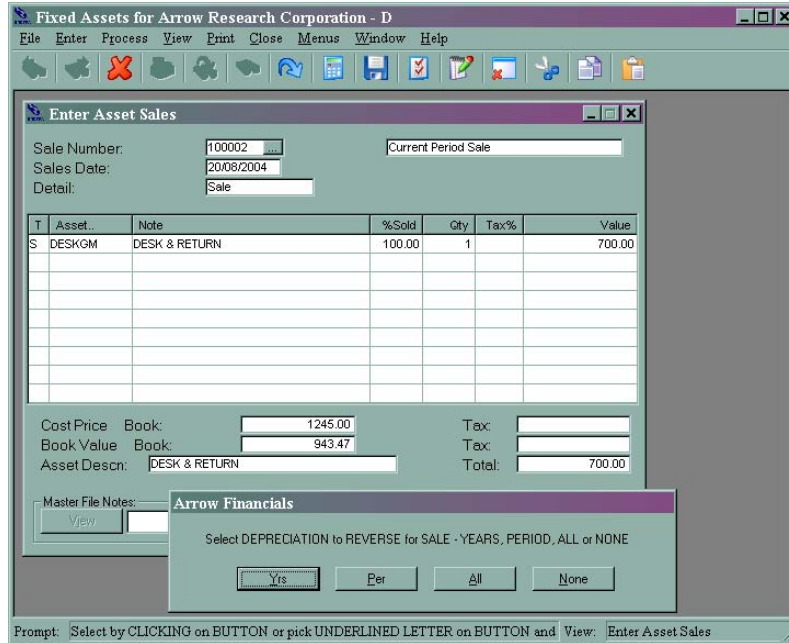 Fixed Assets for Arrow Research Corporation - D
File Enter Process View Print Close Menus Window Help
Enter Asset Sales
Sale Number: 100002 ... Current Period Sale
Sales Date: 20/08/2004
Detail: Sale
T Asset.. Note %Sold Qty Tax% Value
S DESKGM DESK & RETURN 100.00 1 700.00
Cost Price Book: 1245.00 Tax:
Book Value Book: 943.47 Tax:
Asset Descn: DESK & RETURN Total: 700.00
Master File Notes:
View
Arrow Financials
Select DEPRECIATION to REVERSE for SALE - YEARS, PERIOD, ALL or NONE
Yrs Per All None
Prompt: Select by CLICKING on BUTTON or pick UNDERLINED LETTER on BUTTON and View: Enter Asset Sales